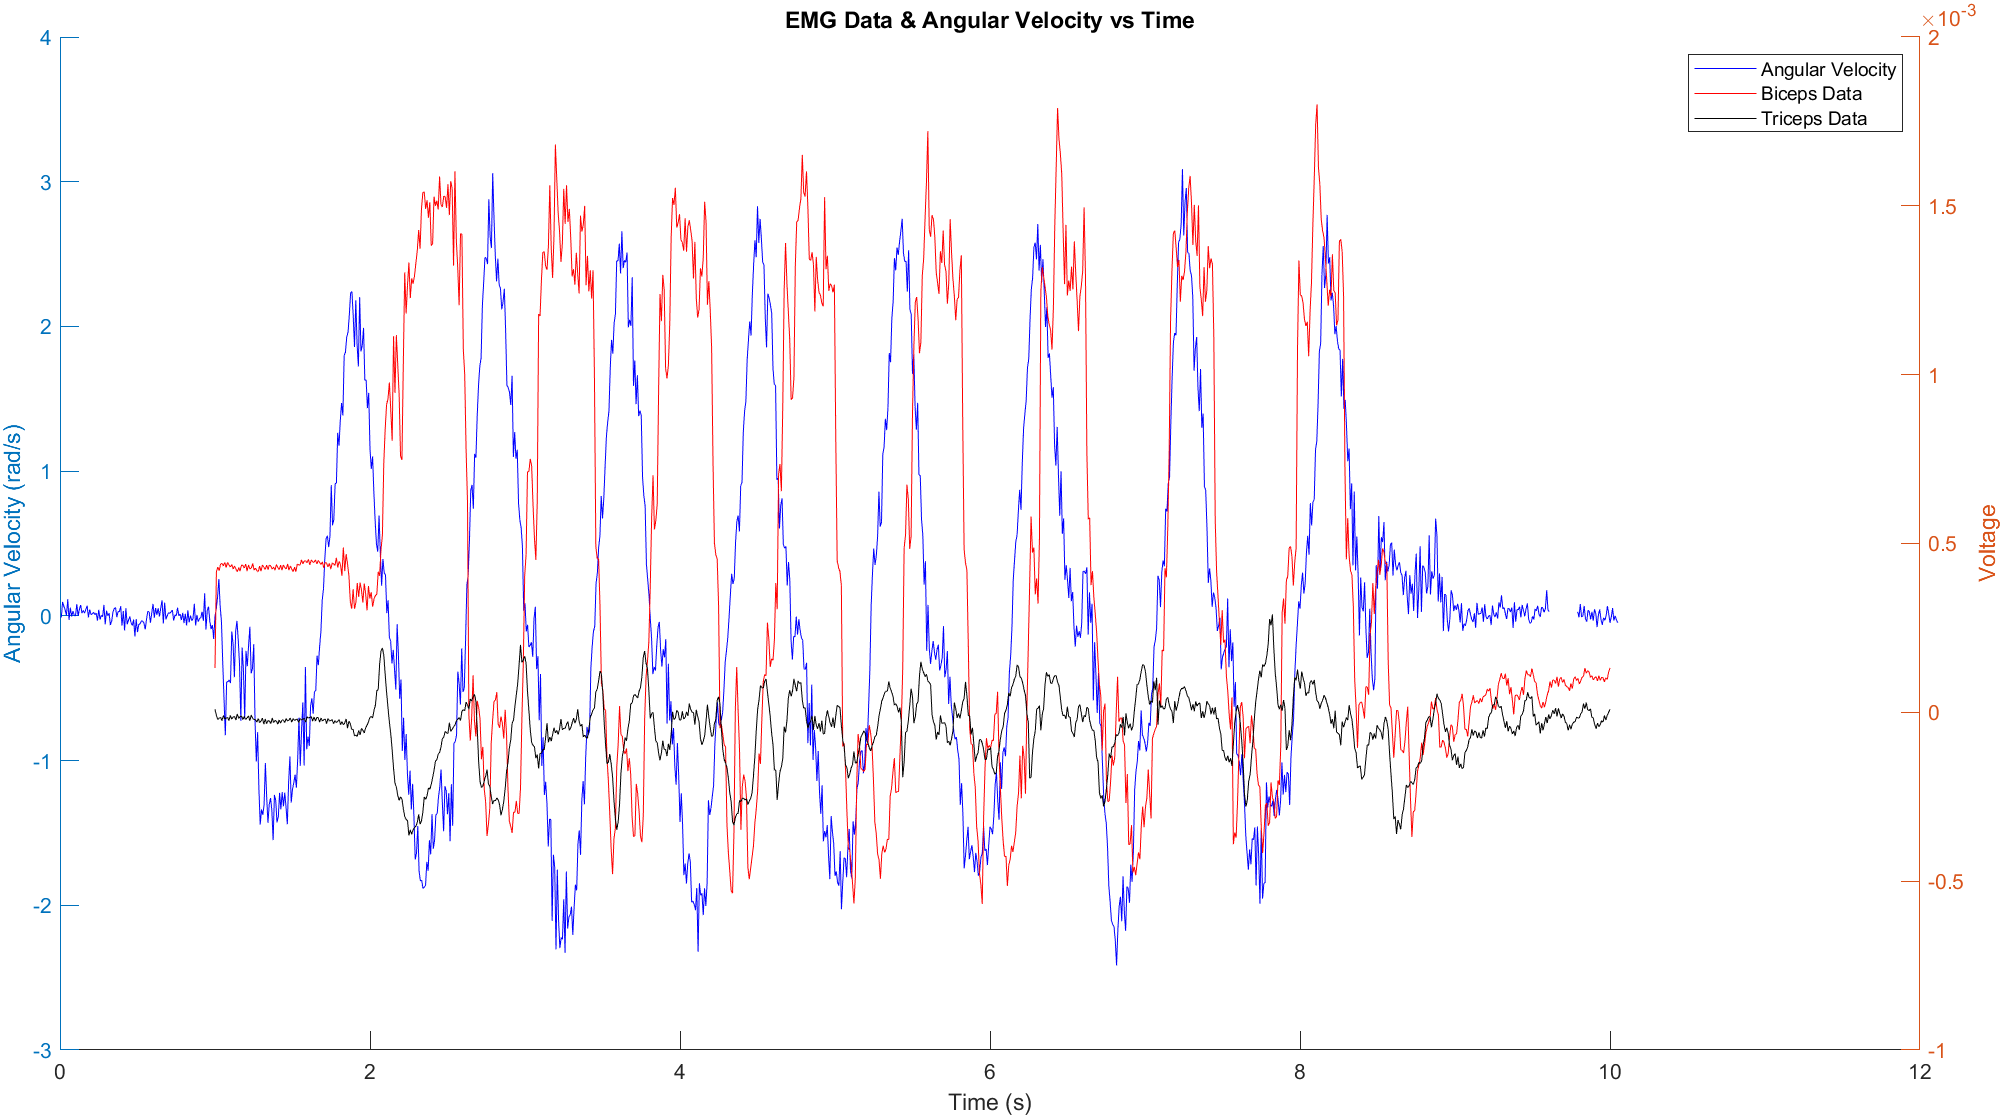 EMG Data & Angular Velocity vs Time
×10-3
4
3
2
1
0
-1
-2
-3
Angular Velocity (rad/s)
2
1.5
1
0.5
0
-0.5
-1
Voltage
Angular Velocity
Biceps Data
Triceps Data
0 2 4 6 8 10 12
Time (s)